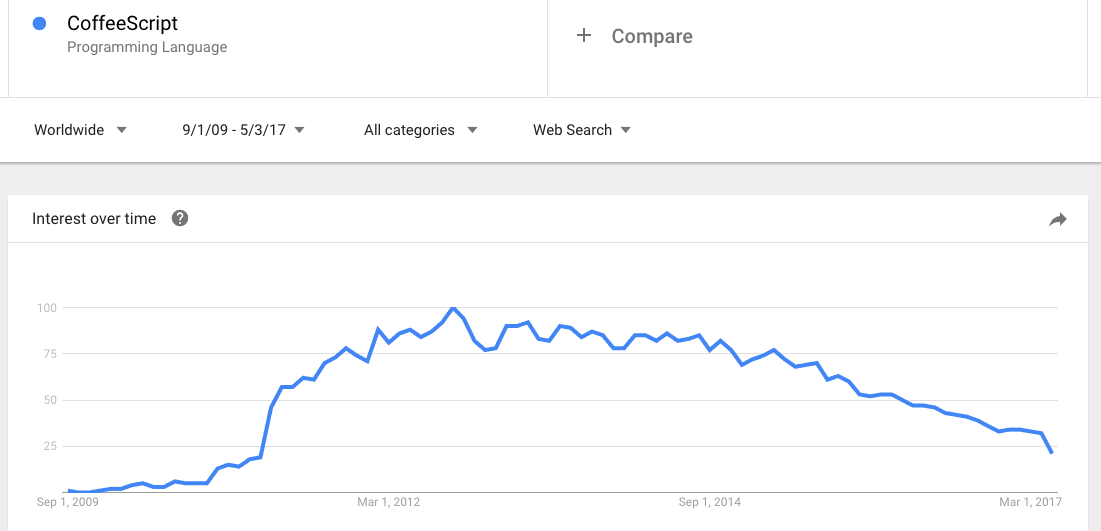 CoffeeScript
Programming Language
+ Compare
Worldwide 9/1/09 - 5/3/17 All categories Web Search
Interest over time ?
100
75
50
25
Sep 1, 2009 Mar 1, 2012 Sep 1, 2014 Mar 1, 2017